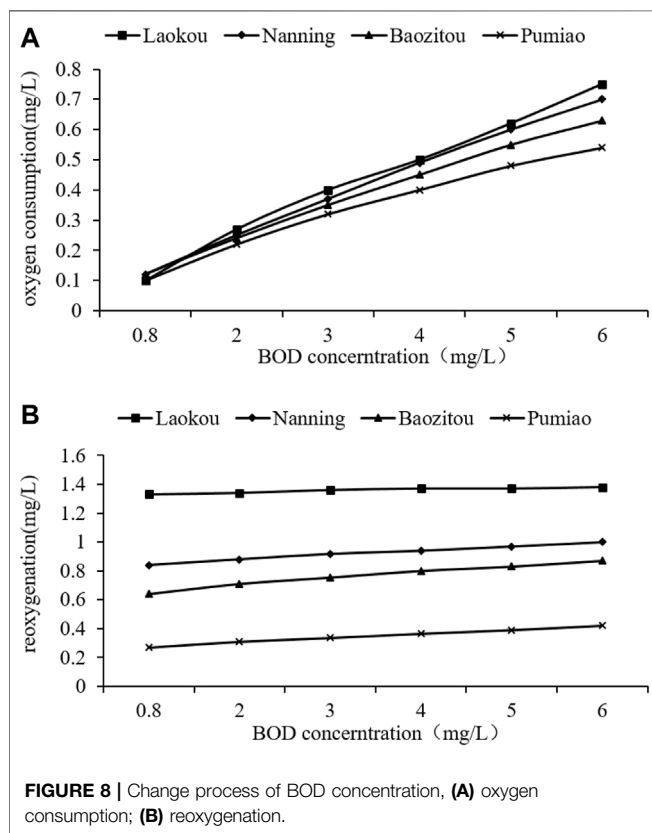 A
Laokou Nanning Baozitou Pumiao
oxygen consumption(mg/L)
0.8
0.7
0.6
0.5
0.4
0.3
0.2
0.1
0
0.8 2 3 4 5 6
BOD concerntration（mg/L）
B
Laokou Nanning Baozitou Pumiao
reoxygenation(mg/L)
1.6
1.4
1.2
1
0.8
0.6
0.4
0.2
0
0.8 2 3 4 5 6
BOD concerntration（mg/L）
FIGURE 8 | Change process of BOD concentration, (A) oxygen
consumption; (B) reoxygenation.